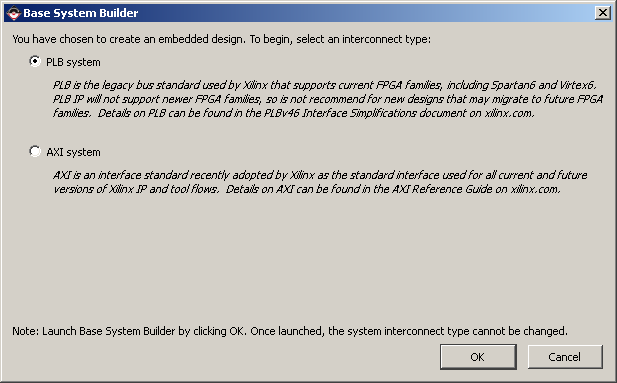 Base System Builder
You have chosen to create an embedded design. To begin, select an interconnect type:
PLB system
PLB is the legacy bus standard used by Xilinx that supports current FPGA families, including Spartan6 and Virtex6.
PLB IP will not support newer FPGA families, so is not recommend for new designs that may migrate to future FPGA
families. Details on PLB can be found in the PLBv46 Interface Simplifications document on xilinx.com.
AXI system
AXI is an interface standard recently adopted by Xilinx as the standard interface used for all current and future
versions of Xilinx IP and tool flows. Details on AXI can be found in the AXI Reference Guide on xilinx.com.
Note: Launch Base System Builder by clicking OK. Once launched, the system interconnect type cannot be changed.
OK
Cancel